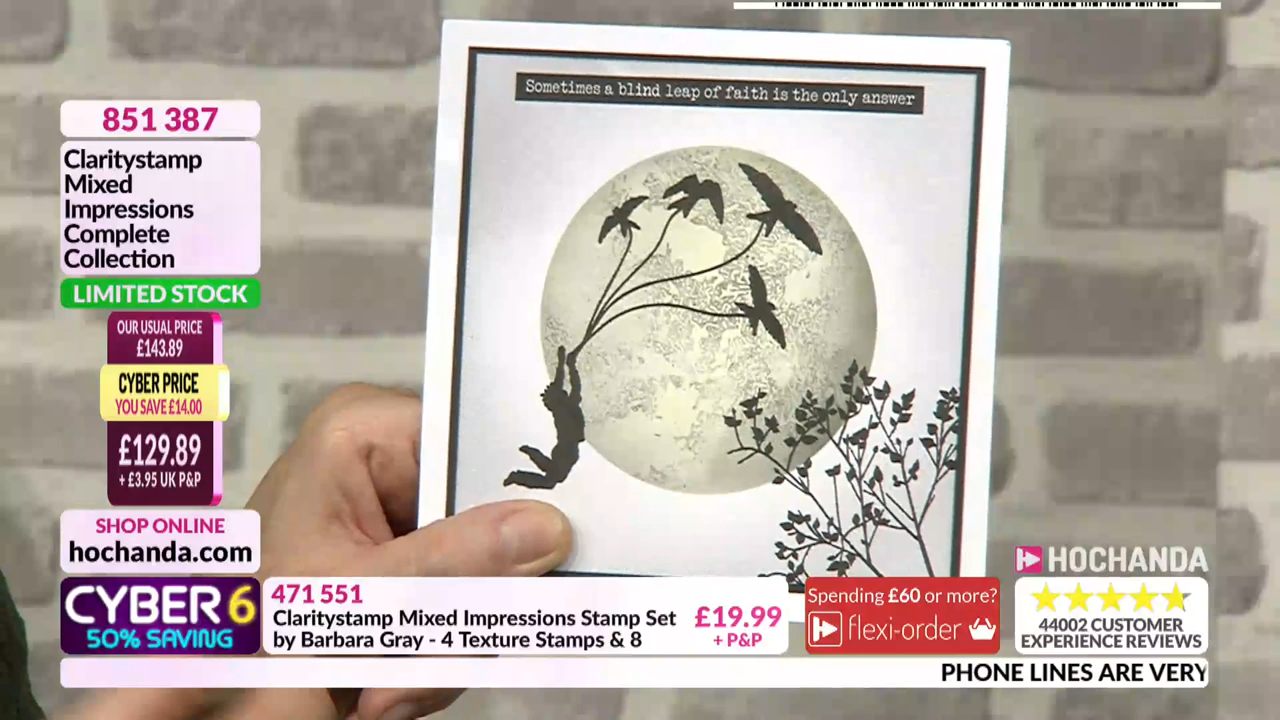 Sometimes a blind leap of faith is the only answer
851 387
Claritystamp
Mixed
Impressions
Complete
Collection
LIMITED STOCK
OUR USUAL PRICE
£143.89
CYBER PRICE
YOU SAVE £14.00
£129.89
+ £3.95 UK P&P
SHOP ONLINE
hochanda.com
CYBER 6
50% SAVING
471 551
Claritystamp Mixed Impressions Stamp Set
by Barbara Gray - 4 Texture Stamps & 8
£19.99
+ P&P
Spending £60 or more?
flexi-order
HOCHANDA
44002 CUSTOMER
EXPERIENCE REVIEWS
PHONE LINES ARE VERY